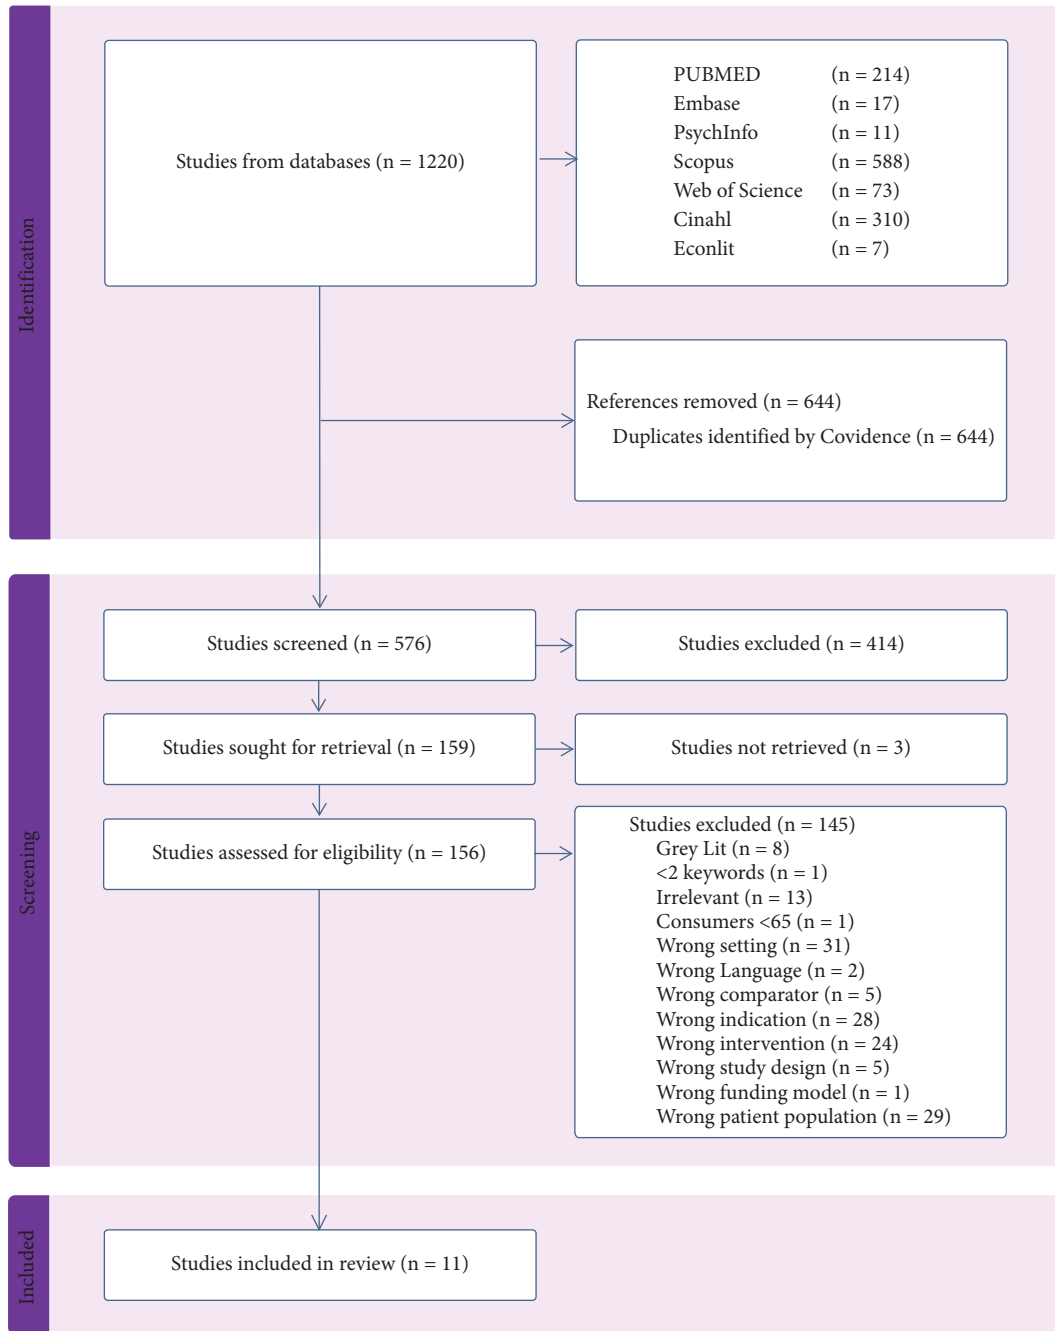 Identification
Studies from databases (n = 1220)
PUBMED (n = 214)
Embase (n = 17)
PsychInfo (n = 11)
Scopus (n = 588)
Web of Science (n = 73)
Cinahl (n = 310)
Econlit (n = 7)
References removed (n = 644)
Duplicates identified by Covidence (n = 644)
Screening
Studies screened (n = 576)
Studies excluded (n = 414)
Studies sought for retrieval (n = 159)
Studies not retrieved (n = 3)
Studies assessed for eligibility (n = 156)
Studies excluded (n = 145)
Grey Lit (n = 8)
<2 keywords (n = 1)
Irrelevant (n = 13)
Consumers <65 (n = 1)
Wrong setting (n = 31)
Wrong Language (n = 2)
Wrong comparator (n = 5)
Wrong indication (n = 28)
Wrong intervention (n = 24)
Wrong study design (n = 5)
Wrong funding model (n = 1)
Wrong patient population (n = 29)
Included
Studies included in review (n = 11)